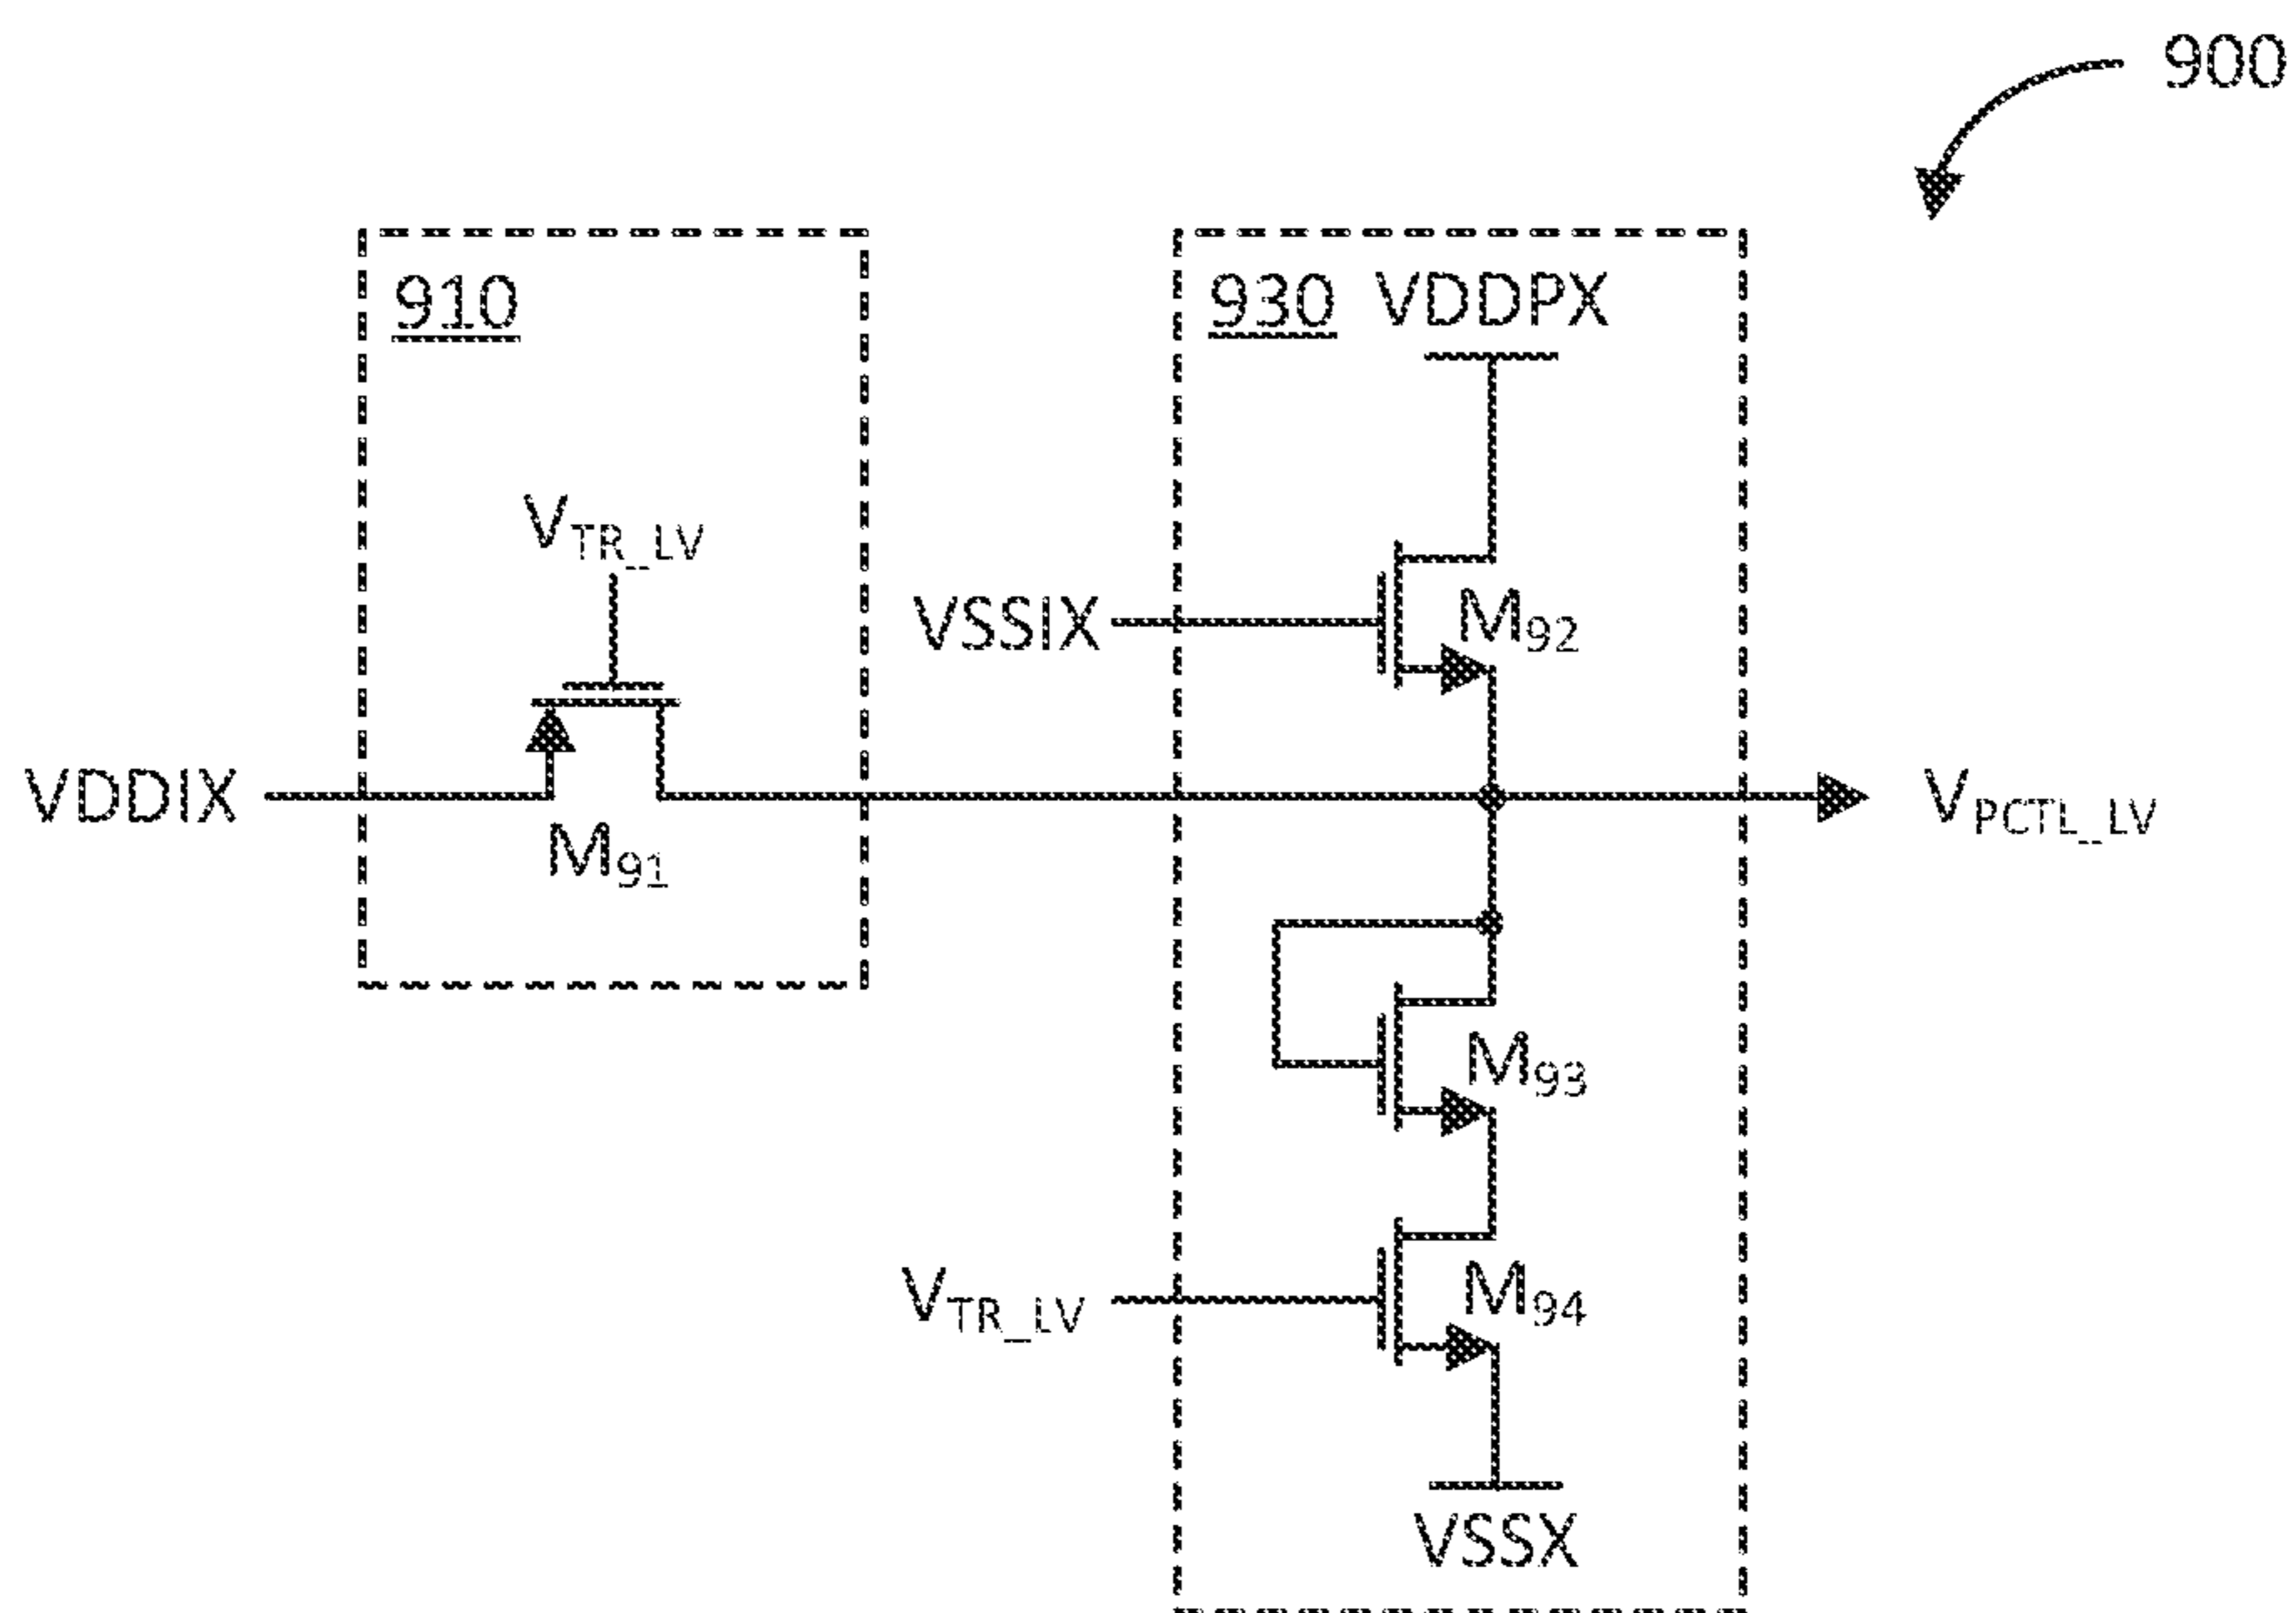 900
910
930 VDDPX
V_TR_LV
VSSIX
M92
VDDIX
M91
V_PCTL_LV
M93
V_TR_LV
M94
VSSX